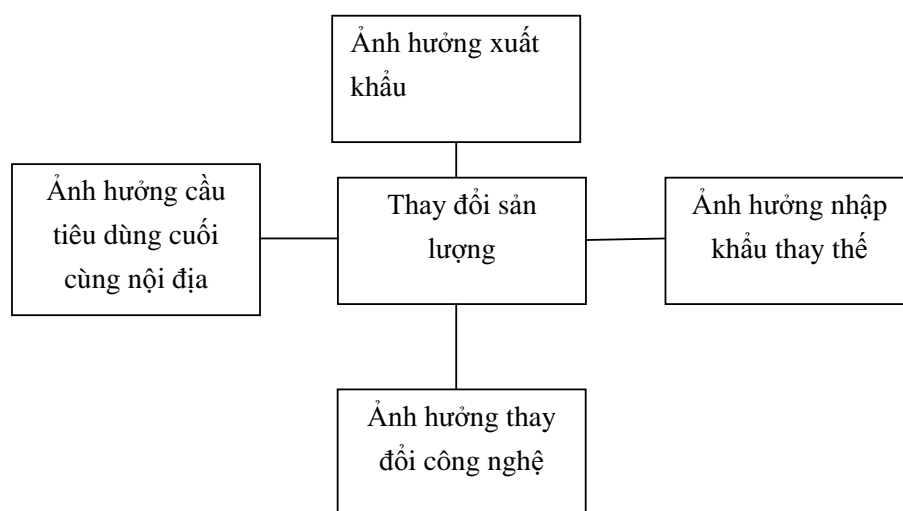 Ảnh hưởng xuất
khẩu
Ảnh hưởng cầu
tiêu dùng cuối
cùng nội địa
Thay đổi sản
lượng
Ảnh hưởng nhập
khẩu thay thế
Ảnh hưởng thay
đổi công nghệ